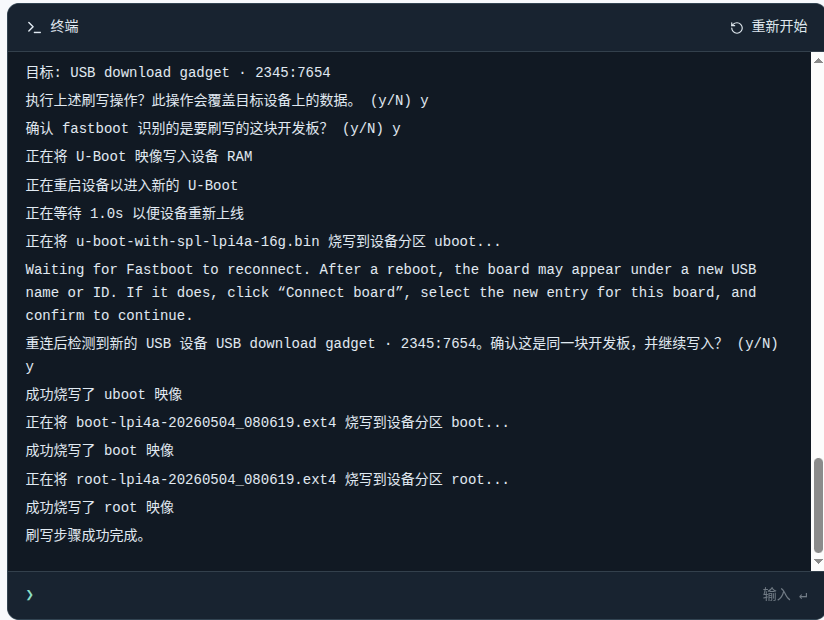 终端
重新开始
目标: USB download gadget · 2345:7654
执行上述刷写操作？此操作会覆盖目标设备上的数据。 (y/N) y
确认 fastboot 识别的是要刷写的这块开发板？ (y/N) y
正在将 U-Boot 映像写入设备 RAM
正在重启设备以进入新的 U-Boot
正在等待 1.0s 以便设备重新上线
正在将 u-boot-with-spl-lpi4a-16g.bin 烧写到设备分区 uboot...
Waiting for Fastboot to reconnect. After a reboot, the board may appear under a new USB
name or ID. If it does, click “Connect board”, select the new entry for this board, and
confirm to continue.
重连后检测到新的 USB 设备 USB download gadget · 2345:7654。确认这是同一块开发板，并继续写入？ (y/N)
y
成功烧写了 uboot 映像
正在将 boot-lpi4a-20260504_080619.ext4 烧写到设备分区 boot...
成功烧写了 boot 映像
正在将 root-lpi4a-20260504_080619.ext4 烧写到设备分区 root...
成功烧写了 root 映像
刷写步骤成功完成。
❯
输入 ↵